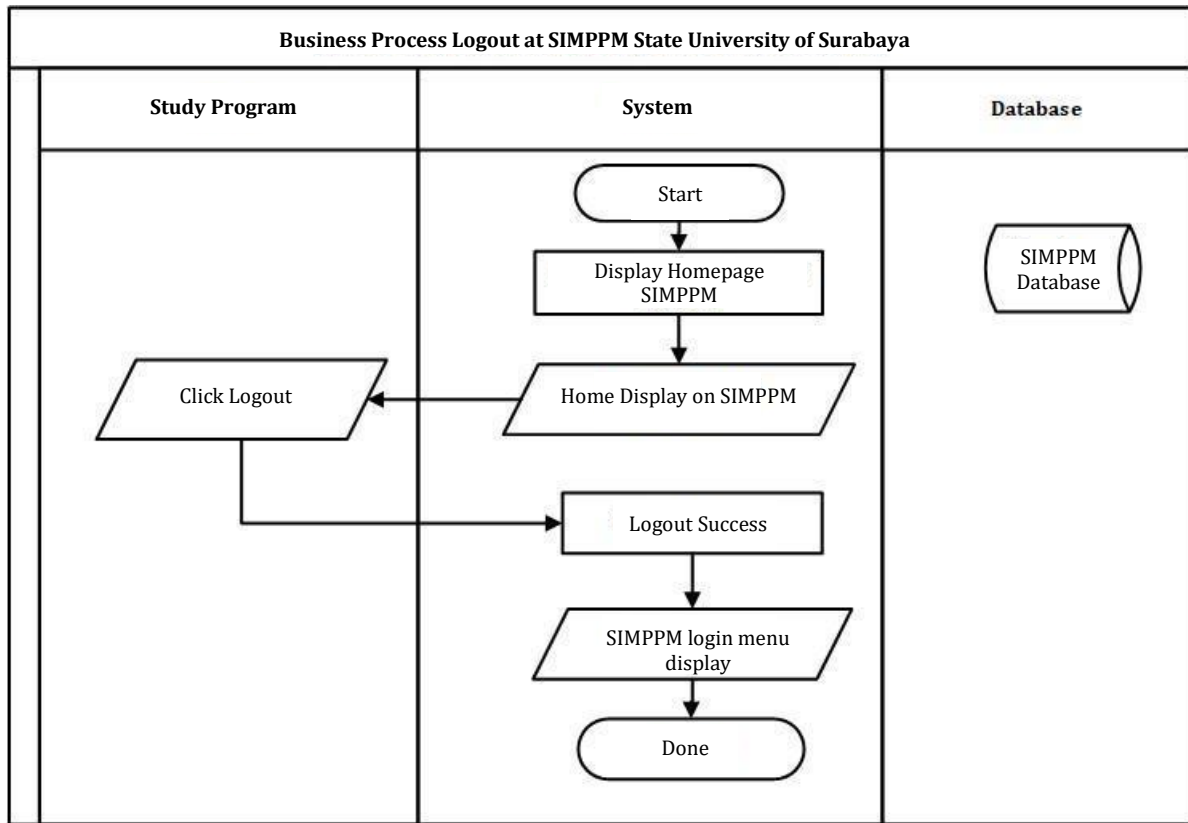 Business Process Logout at SIMPPM State University of Surabaya
Study Program
System
Database
Start
Display Homepage
SIMPPM
SIMPPM
Database
Click Logout
Home Display on SIMPPM
Logout Success
SIMPPM login menu
display
Done